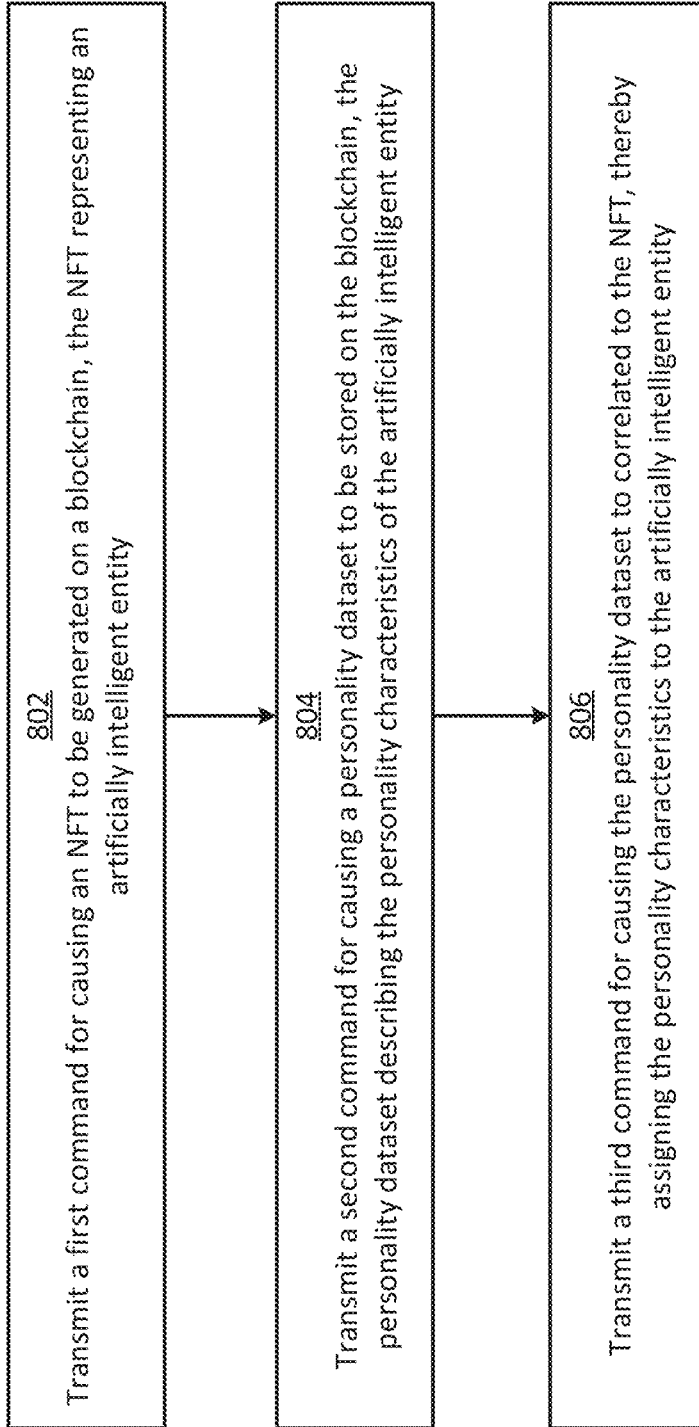 802
Transmit a first command for causing an NFT to be generated on a blockchain, the NFT representing an
artificially intelligent entity
804
Transmit a second command for causing a personality dataset to be stored on the blockchain, the
personality dataset describing the personality characteristics of the artificially intelligent entity
806
Transmit a third command for causing the personality dataset to correlated to the NFT, thereby
assigning the personality characteristics to the artificially intelligent entity